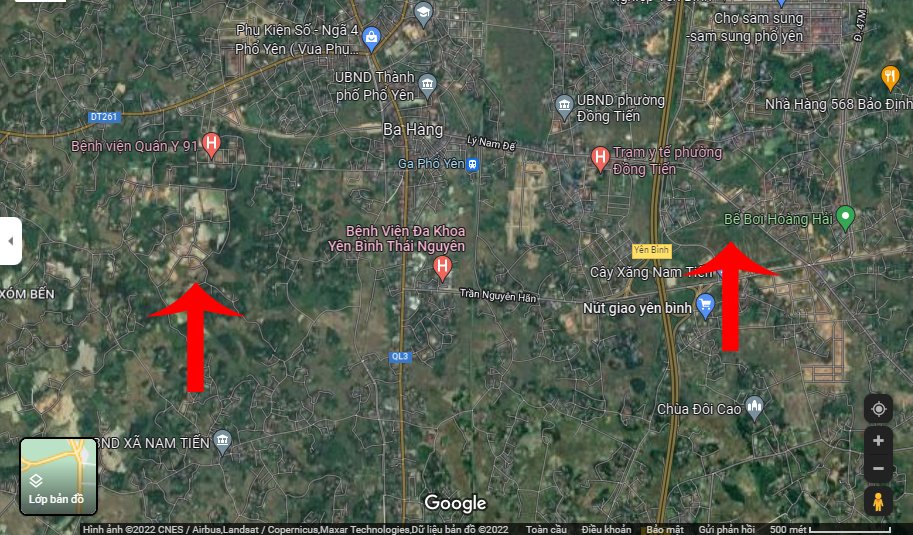 Phụ Kiện Số - Ngã 4
Phố Yên ( Vua Phụ...
Chợ sam sung
-sam sung phổ yên
Đ. 47M
UBND Thành
phố Phổ Yên
UBND phường
Đồng Tiến
Nhà Hàng 568 Bảo Định
DT261
Ba Hàng
Lý Nam Đế
Bệnh viện Quân Y 91
Ga Phổ Yên
Trạm y tế phường
Đồng Tiến
Bể Bơi Hoàng Hải
Bệnh Viện Đa Khoa
Yên Bình Thái Nguyên
Yên Bình
Cây Xăng Nam Tiến
XÓM BẾN
Trần Nguyên Hãn
Nút giao yên bình
QL3
Chùa Đôi Cao
BND XÃ NAM TIẾN
Lớp bản đồ
Google
Hình ảnh ©2022 CNES / Airbus,Landsat / Copernicus,Maxar Technologies,Dữ liệu bản đồ ©2022 Toàn cầu Điều khoản Bảo mật Gửi phản hồi 500 mét